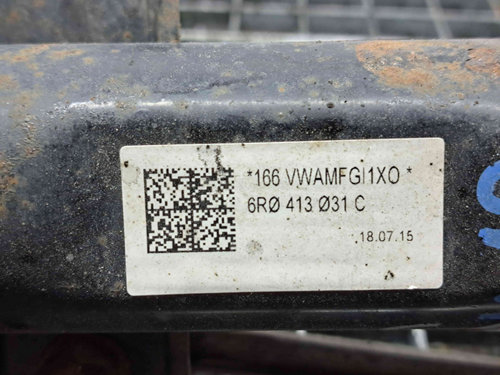 *166 VWAMFGI1XO *
6RØ 413 Ø31 C
18.07.15